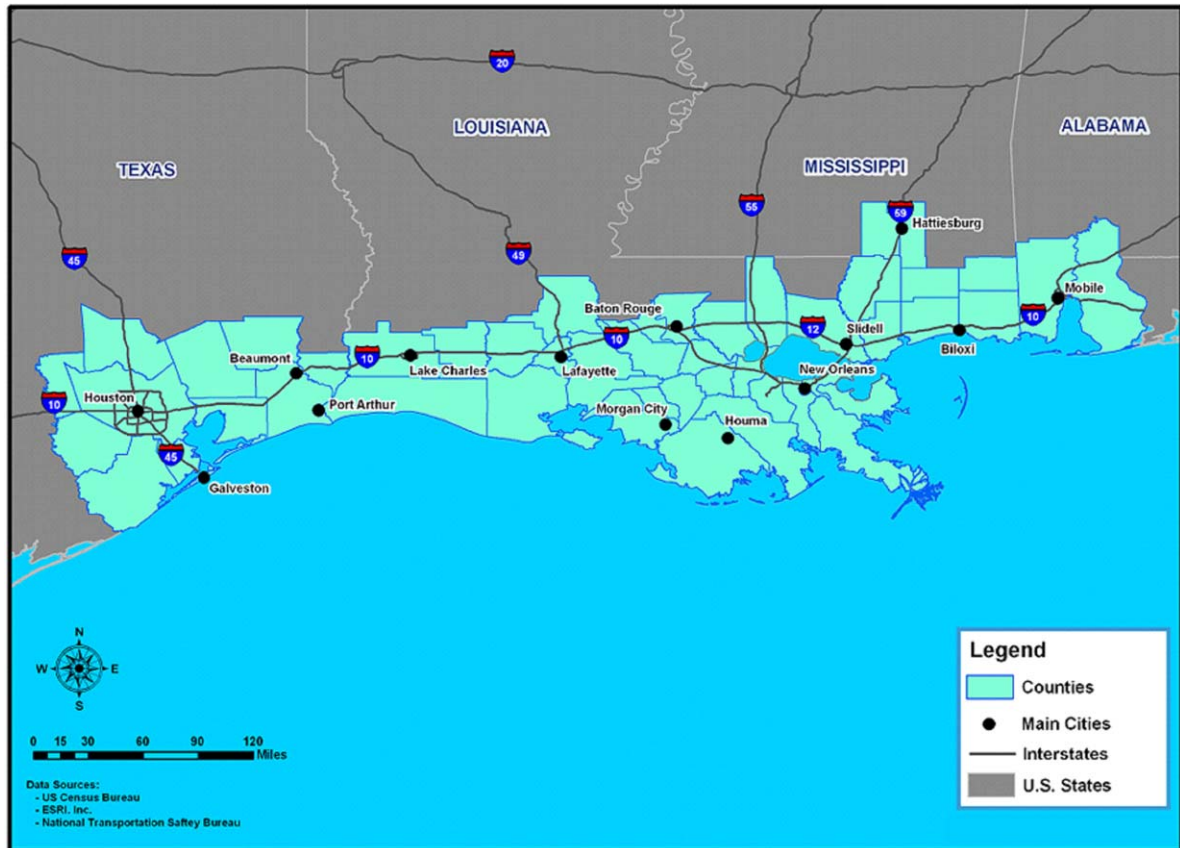 20
LOUISIANA
ALABAMA
TEXAS
MISSISSIPPI
55
59
Hattiesburg
45
49
Mobile
Baton Rouge
10
12
10
Slidell
Biloxi
Beaumont
10
Lake Charles
Lafayette
New Orleans
10
Houston
Port Arthur
Morgan City
Houma
45
Galveston
N
W
E
S
0 15 30 60 90 120
Miles
Data Sources:
- US Census Bureau
- ESRI. Inc.
- National Transportation Saftey Bureau
Legend
Counties
Main Cities
Interstates
U.S. States